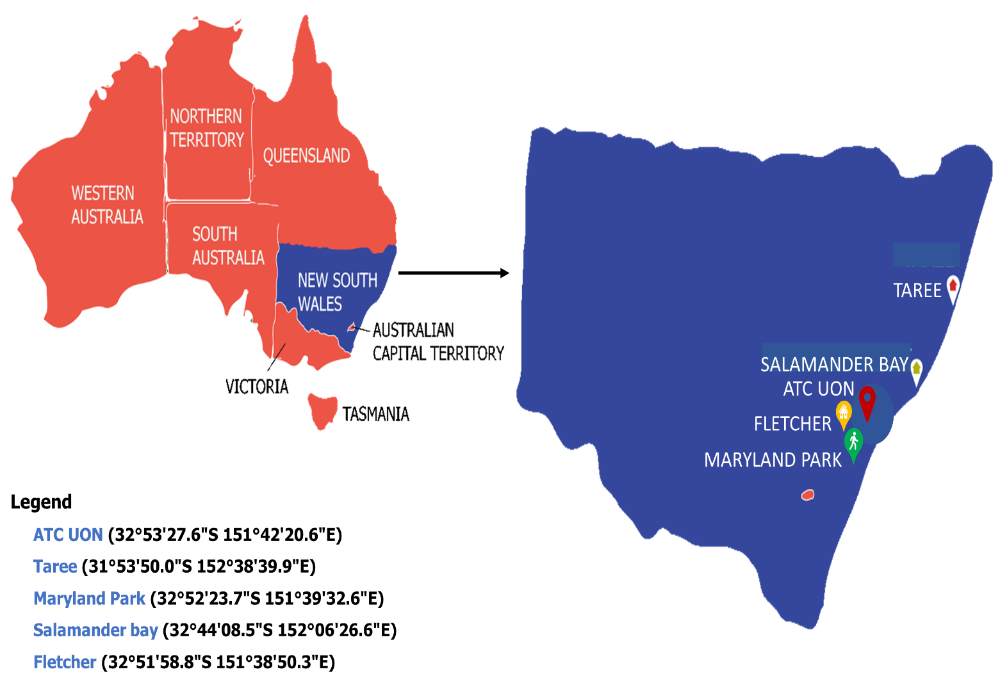 NORTHERN
TERRITORY
QUEENSLAND
WESTERN
AUSTRALIA
SOUTH
AUSTRALIA
NEW SOUTH
WALES
AUSTRALIAN
CAPITAL TERRITORY
VICTORIA
TASMANIA
TAREE
SALAMANDER BAY
ATC UON
FLETCHER
MARYLAND PARK
Legend
ATC UON (32°53'27.6"S 151°42'20.6"E)
Taree (31°53'50.0"S 152°38'39.9"E)
Maryland Park (32°52'23.7"S 151°39'32.6"E)
Salamander bay (32°44'08.5"S 152°06'26.6"E)
Fletcher (32°51'58.8"S 151°38'50.3"E)